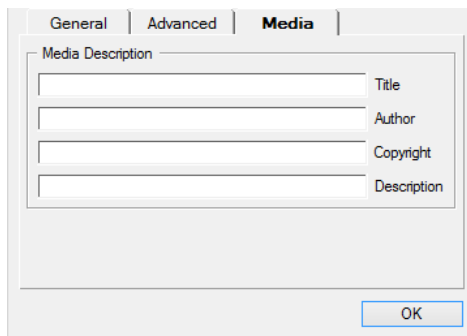 General Advanced Media
Media Description
Title
Author
Copyright
Description
OK